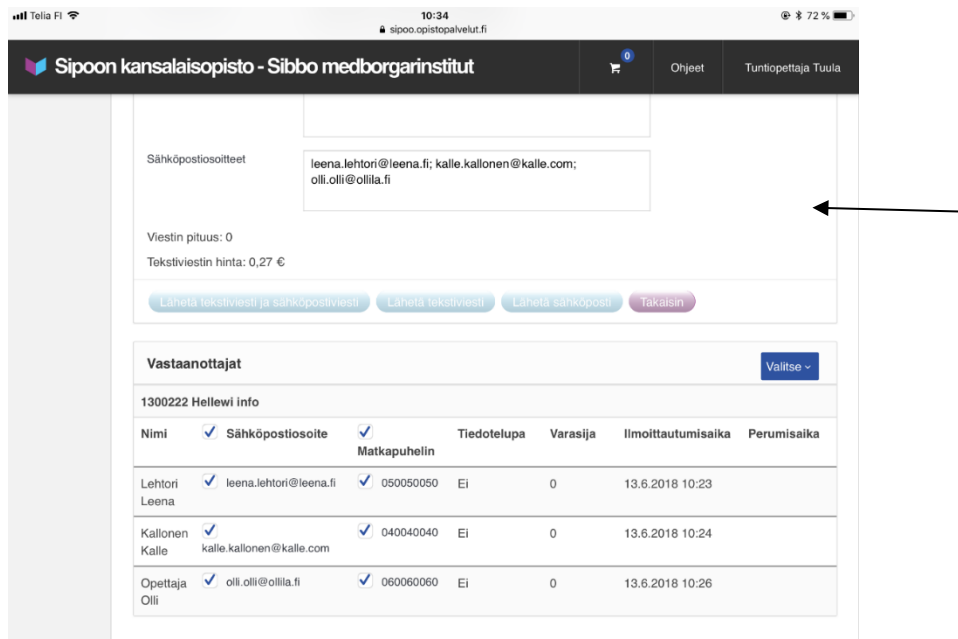 Telia FI
10:34
72 %
sipoo.opistopalvelut.fi
Sipoon kansalaisopisto - Sibbo medborgarinstitut
0
Ohjeet
Tuntiopettaja Tuula
Sähköpostiosoitteet
leena.lehtori@leena.fi; kalle.kallonen@kalle.com;
olli.olli@ollila.fi
Viestin pituus: 0
Tekstiviestin hinta: 0,27 €
Lähetä tekstiviesti ja sähköpostiviesti Lähetä tekstiviesti Lähetä sähköposti Takaisin
Vastaanottajat
Valitse
1300222 Hellewi info
Nimi Sähköpostiosoite Matkapuhelin Tiedotelupa Varasija Ilmoittautumisaika Perumisaika
Lehtori leena.lehtori@leena.fi 050050050 Ei 0 13.6.2018 10:23
Leena
Kallonen 040040040 Ei 0 13.6.2018 10:24
Kalle kalle.kallonen@kalle.com
Opettaja olli.olli@ollila.fi 060060060 Ei 0 13.6.2018 10:26
Olli